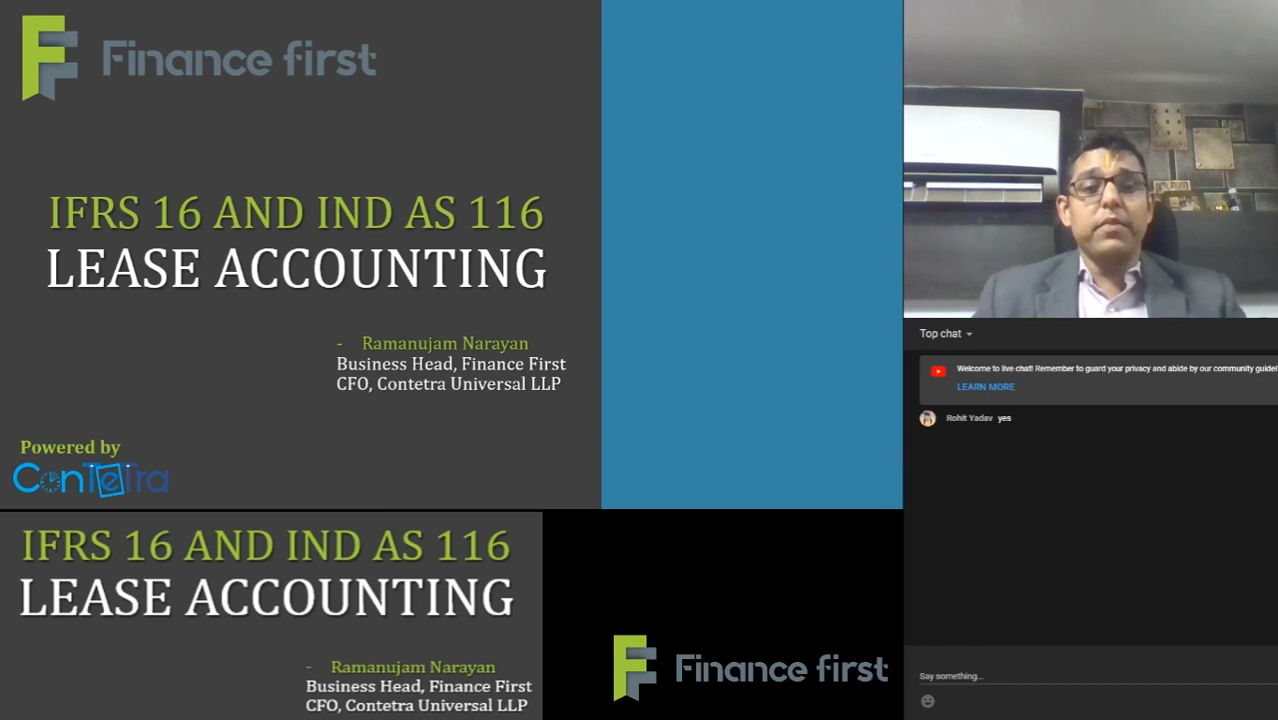 Finance first
IFRS 16 AND IND AS 116
LEASE ACCOUNTING
- Ramanujam Narayan
Business Head, Finance First
CFO, Contetra Universal LLP
Powered by
ConTeTra
IFRS 16 AND IND AS 116
LEASE ACCOUNTING
- Ramanujam Narayan
Business Head, Finance First
CFO, Contetra Universal LLP
Finance first
Top chat
Welcome to live chat! Remember to guard your privacy and abide by our community guidel
LEARN MORE
Rohit Yadav yes
Say something...